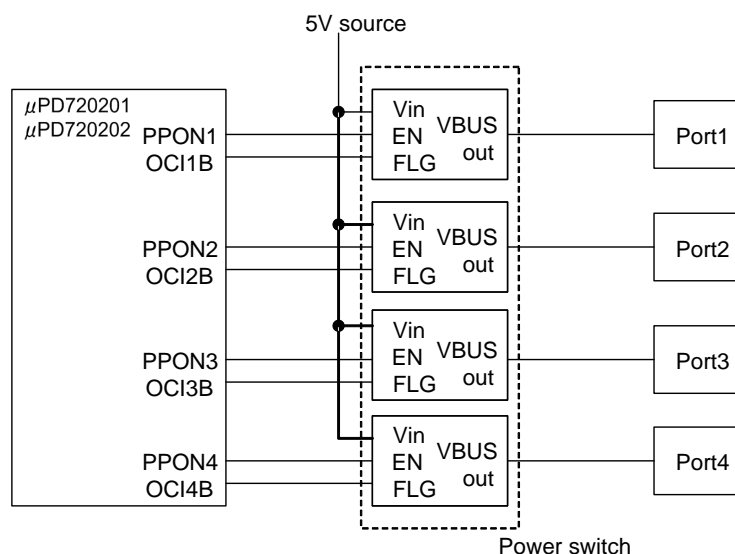 5V source
μPD720201
μPD720202
PPON1
OCI1B
Vin
EN
FLG
VBUS
out
Port1
PPON2
OCI2B
Vin
EN
FLG
VBUS
out
Port2
PPON3
OCI3B
Vin
EN
FLG
VBUS
out
Port3
PPON4
OCI4B
Vin
EN
FLG
VBUS
out
Port4
Power switch